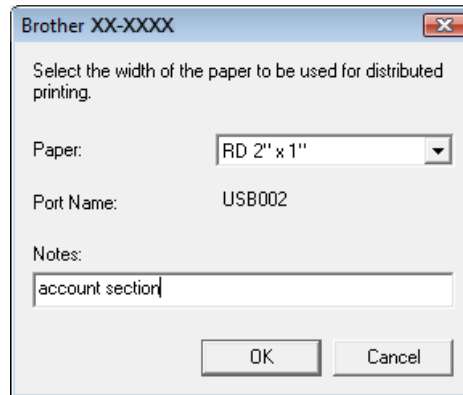 Brother XX-XXXX
Select the width of the paper to be used for distributed
printing.
Paper: RD 2" x 1"
Port Name: USB002
Notes:
account section
OK Cancel